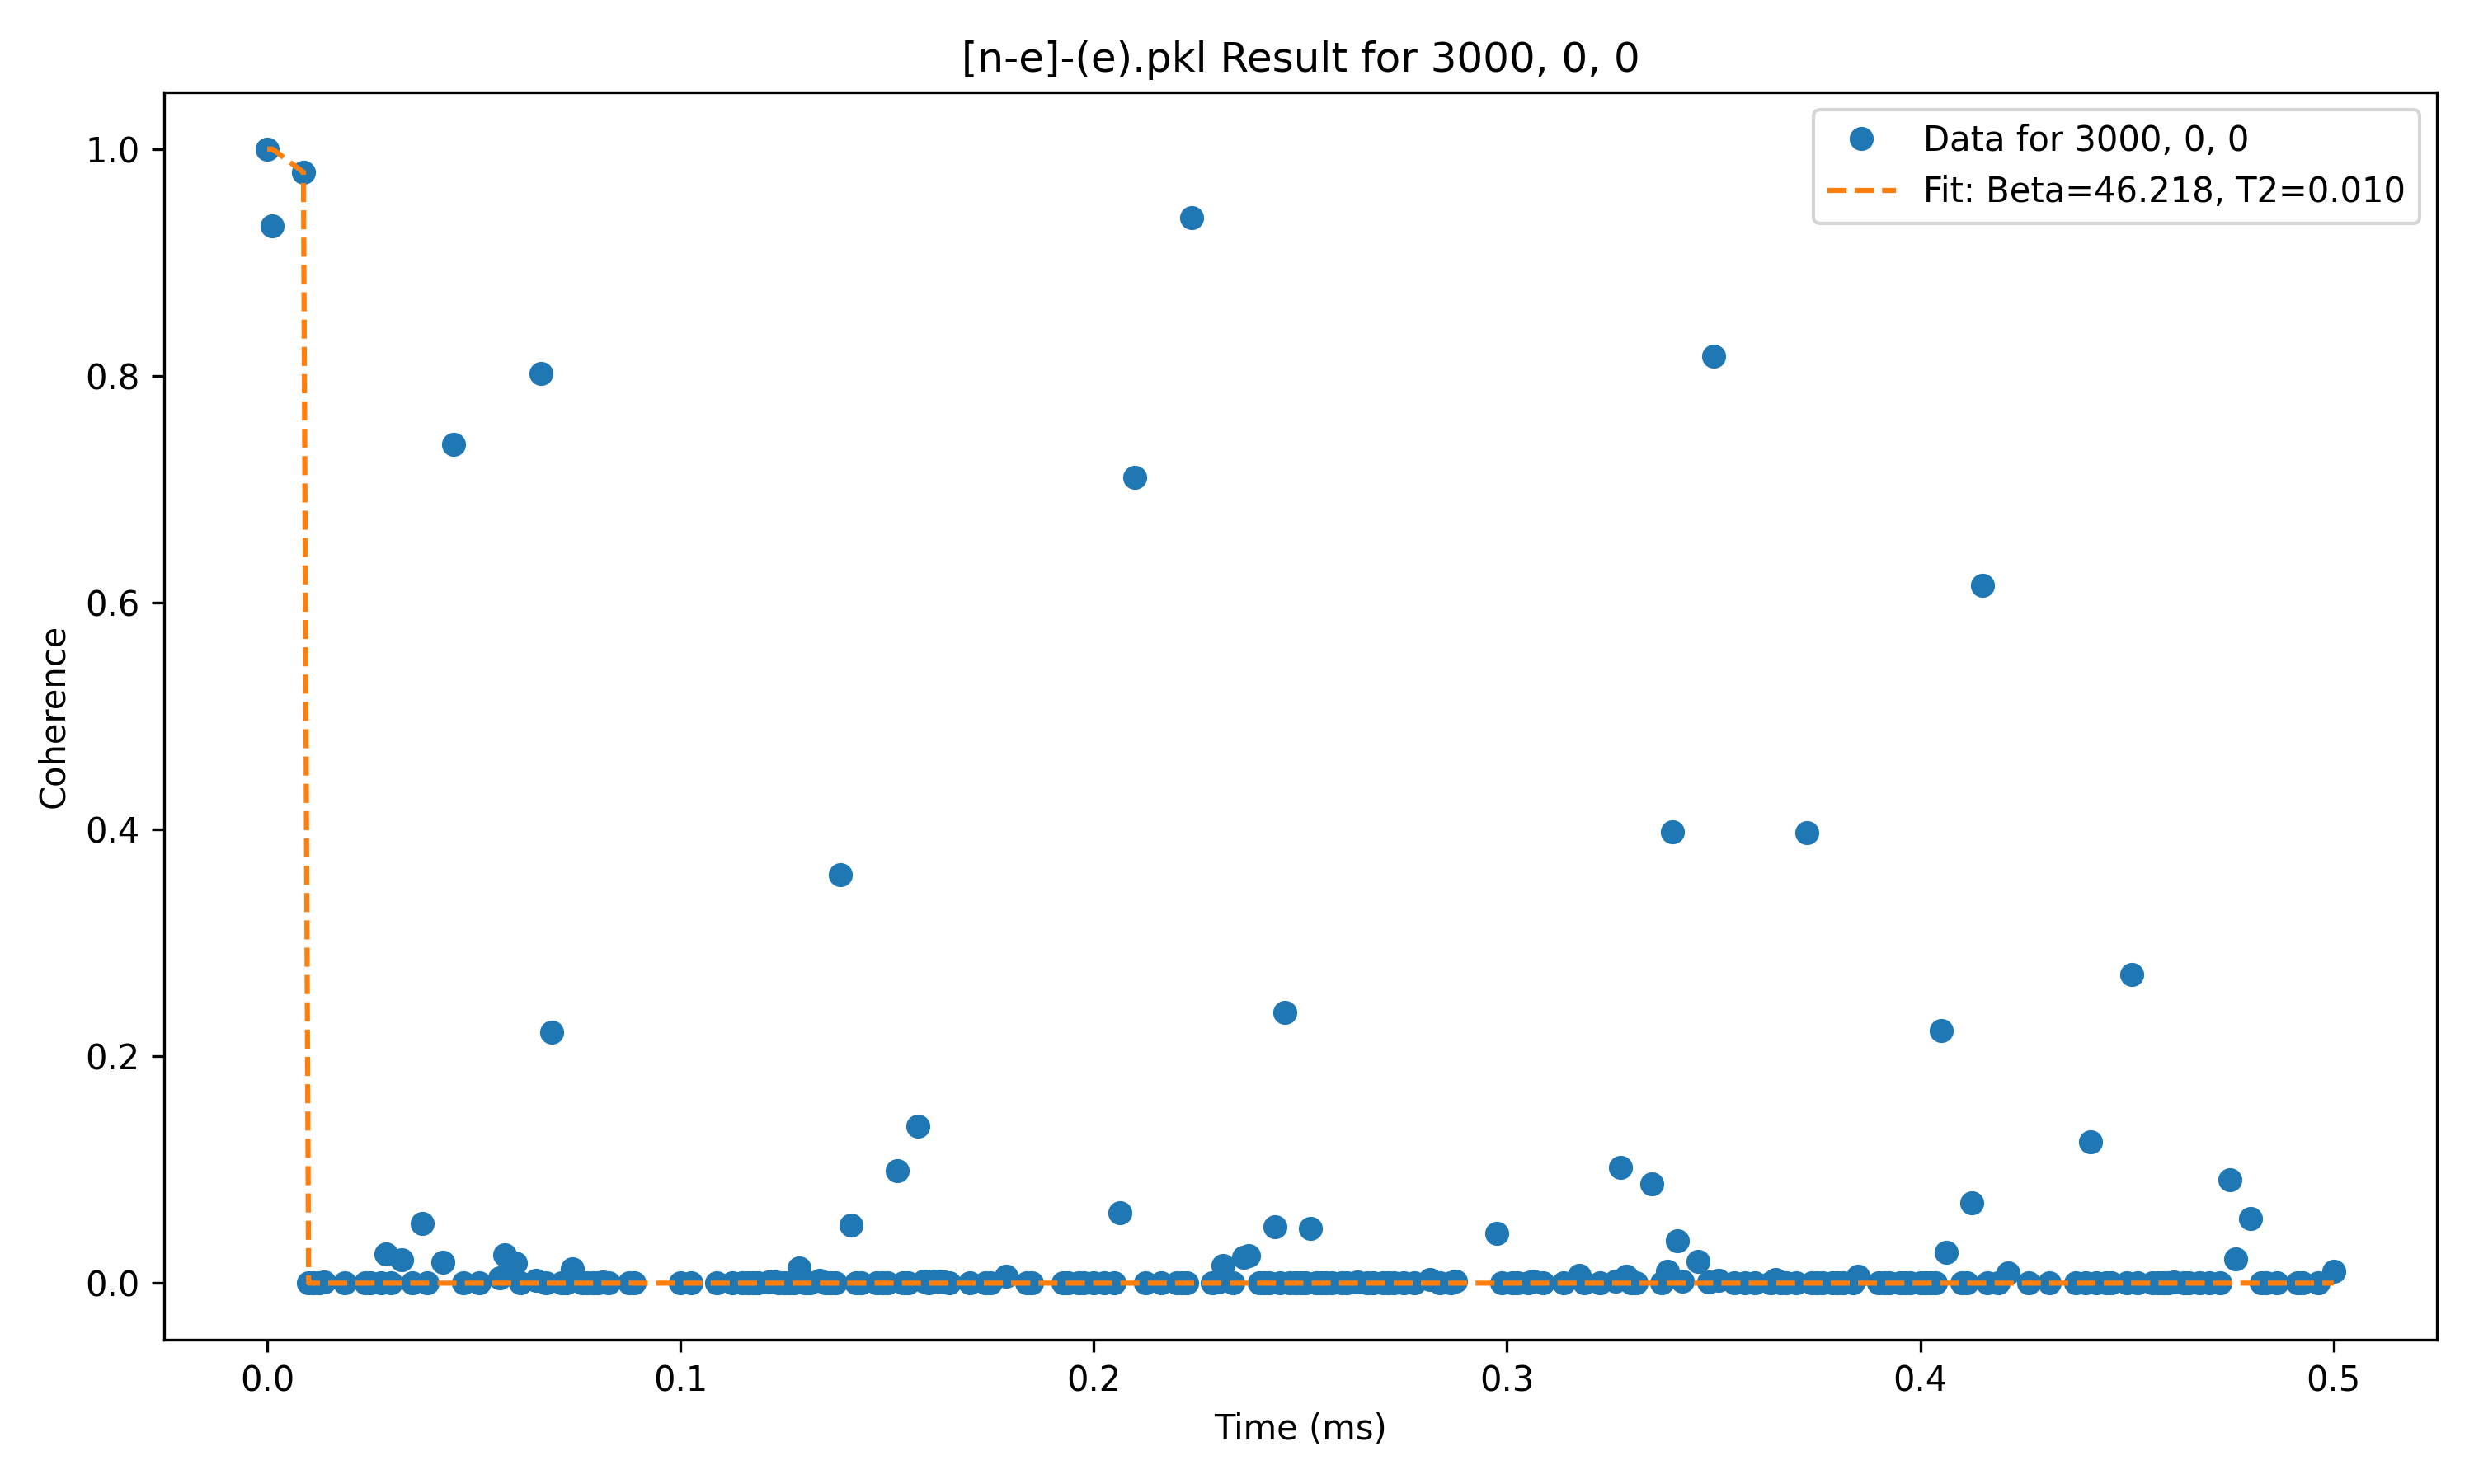 [n-e]-(e).pkl Result for 3000, 0, 0
Data for 3000, 0, 0
Fit: Beta=46.218, T2=0.010
Coherence
1.0
0.8
0.6
0.4
0.2
0.0
0.0 0.1 0.2 0.3 0.4 0.5
Time (ms)